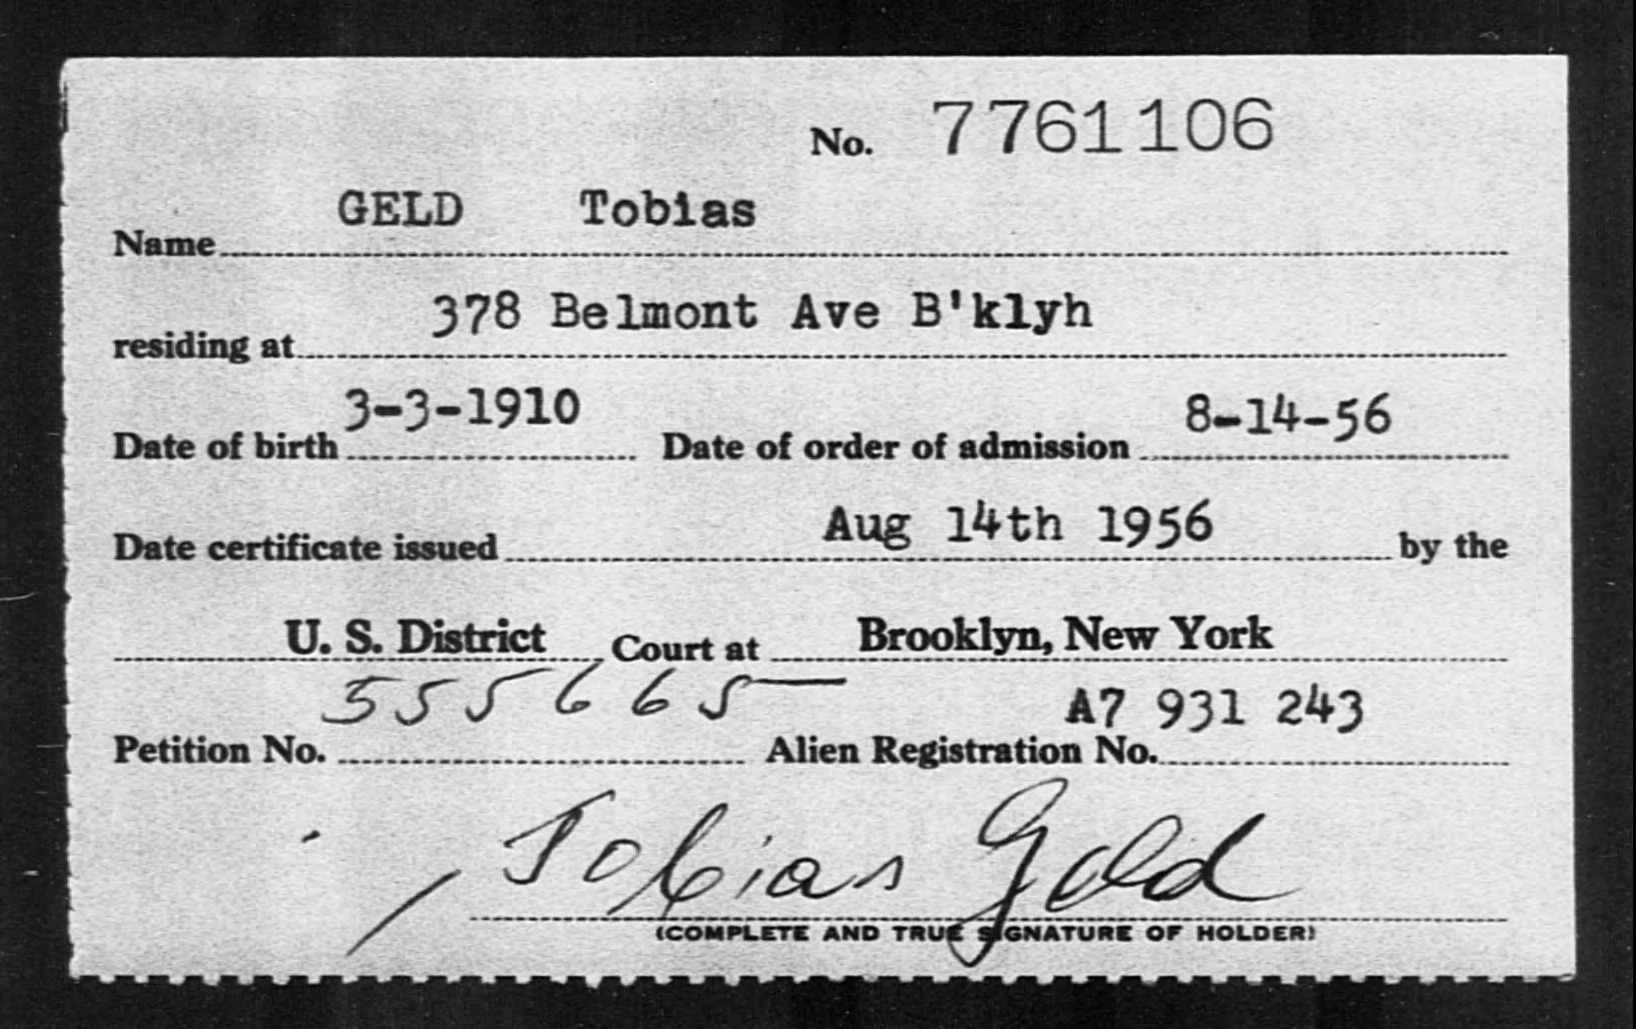 No. 7761106
GELD Tobias
Name
378 Belmont Ave B'klyh
residing at
3-3-1910 8-14-56
Date of birth Date of order of admission
Aug 14th 1956
Date certificate issued by the
U. S. District Court at Brooklyn, New York
555665 A7 931 243
Petition No. Alien Registration No.
Tobias Geld
(COMPLETE AND TRUE SIGNATURE OF HOLDER)